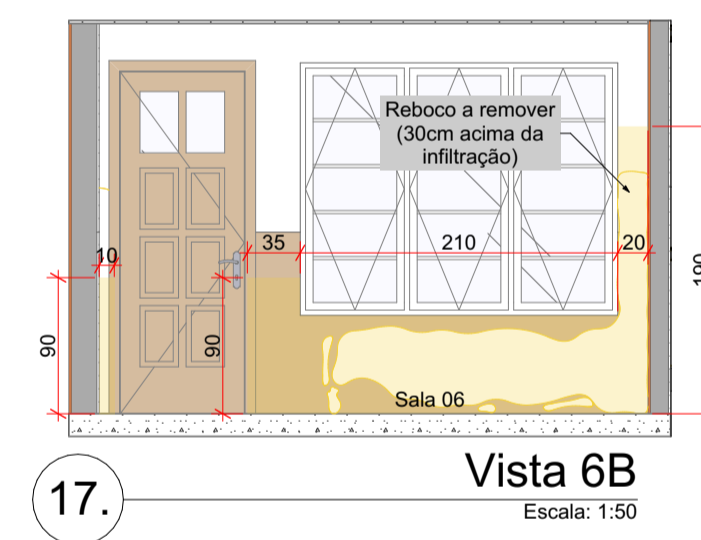 Reboco a remover
(30cm acima da
infiltração)
10
35
210
20
190
90
90
Sala 06
17.
Vista 6B
Escala: 1:50